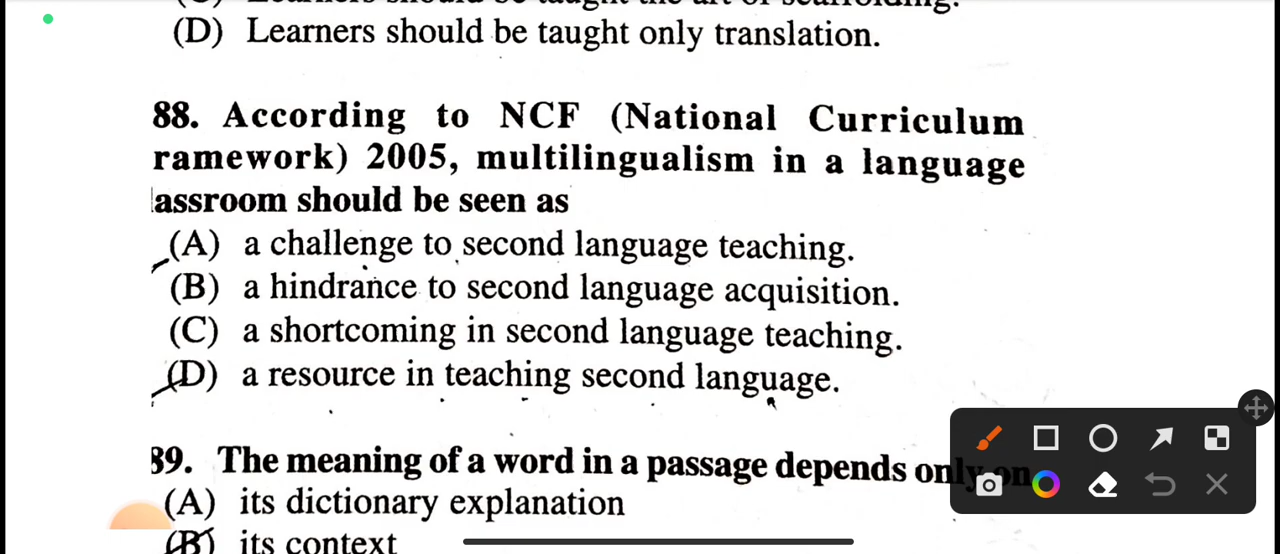 (D) Learners should be taught only translation.
88. According to NCF (National Curriculum
ramework) 2005, multilingualism in a language
assroom should be seen as
(A) a challenge to second language teaching.
(B) a hindrance to second language acquisition.
(C) a shortcoming in second language teaching.
(D) a resource in teaching second language.
89. The meaning of a word in a passage depends only on
(A) its dictionary explanation
(B) its context